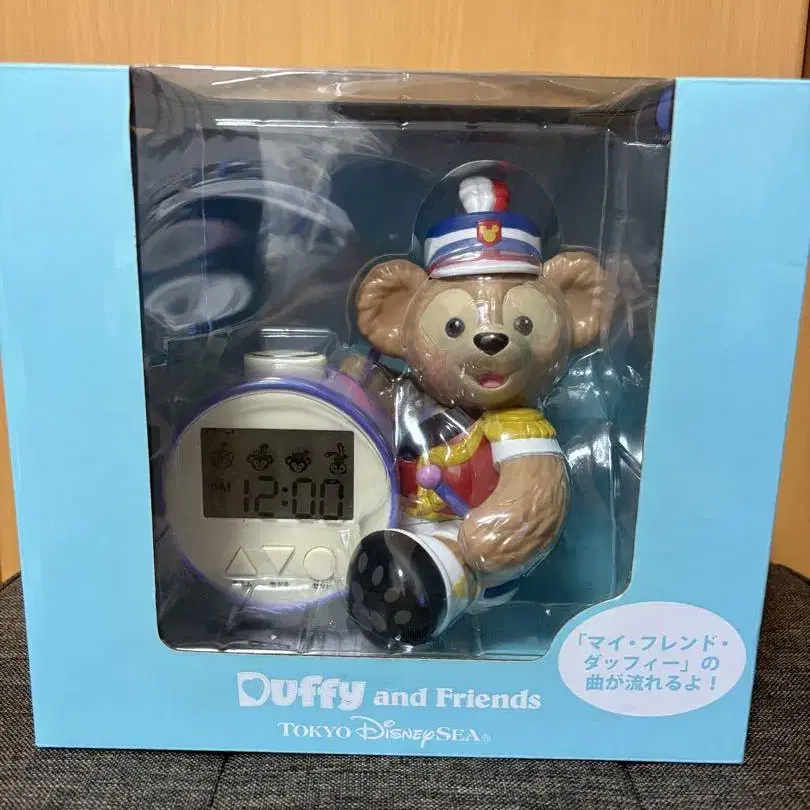 AM
12:00
Duffy and Friends
TOKYO DISNEYSEA®
「マイ・フレンド・
ダッフィー」の
曲が流れるよ！